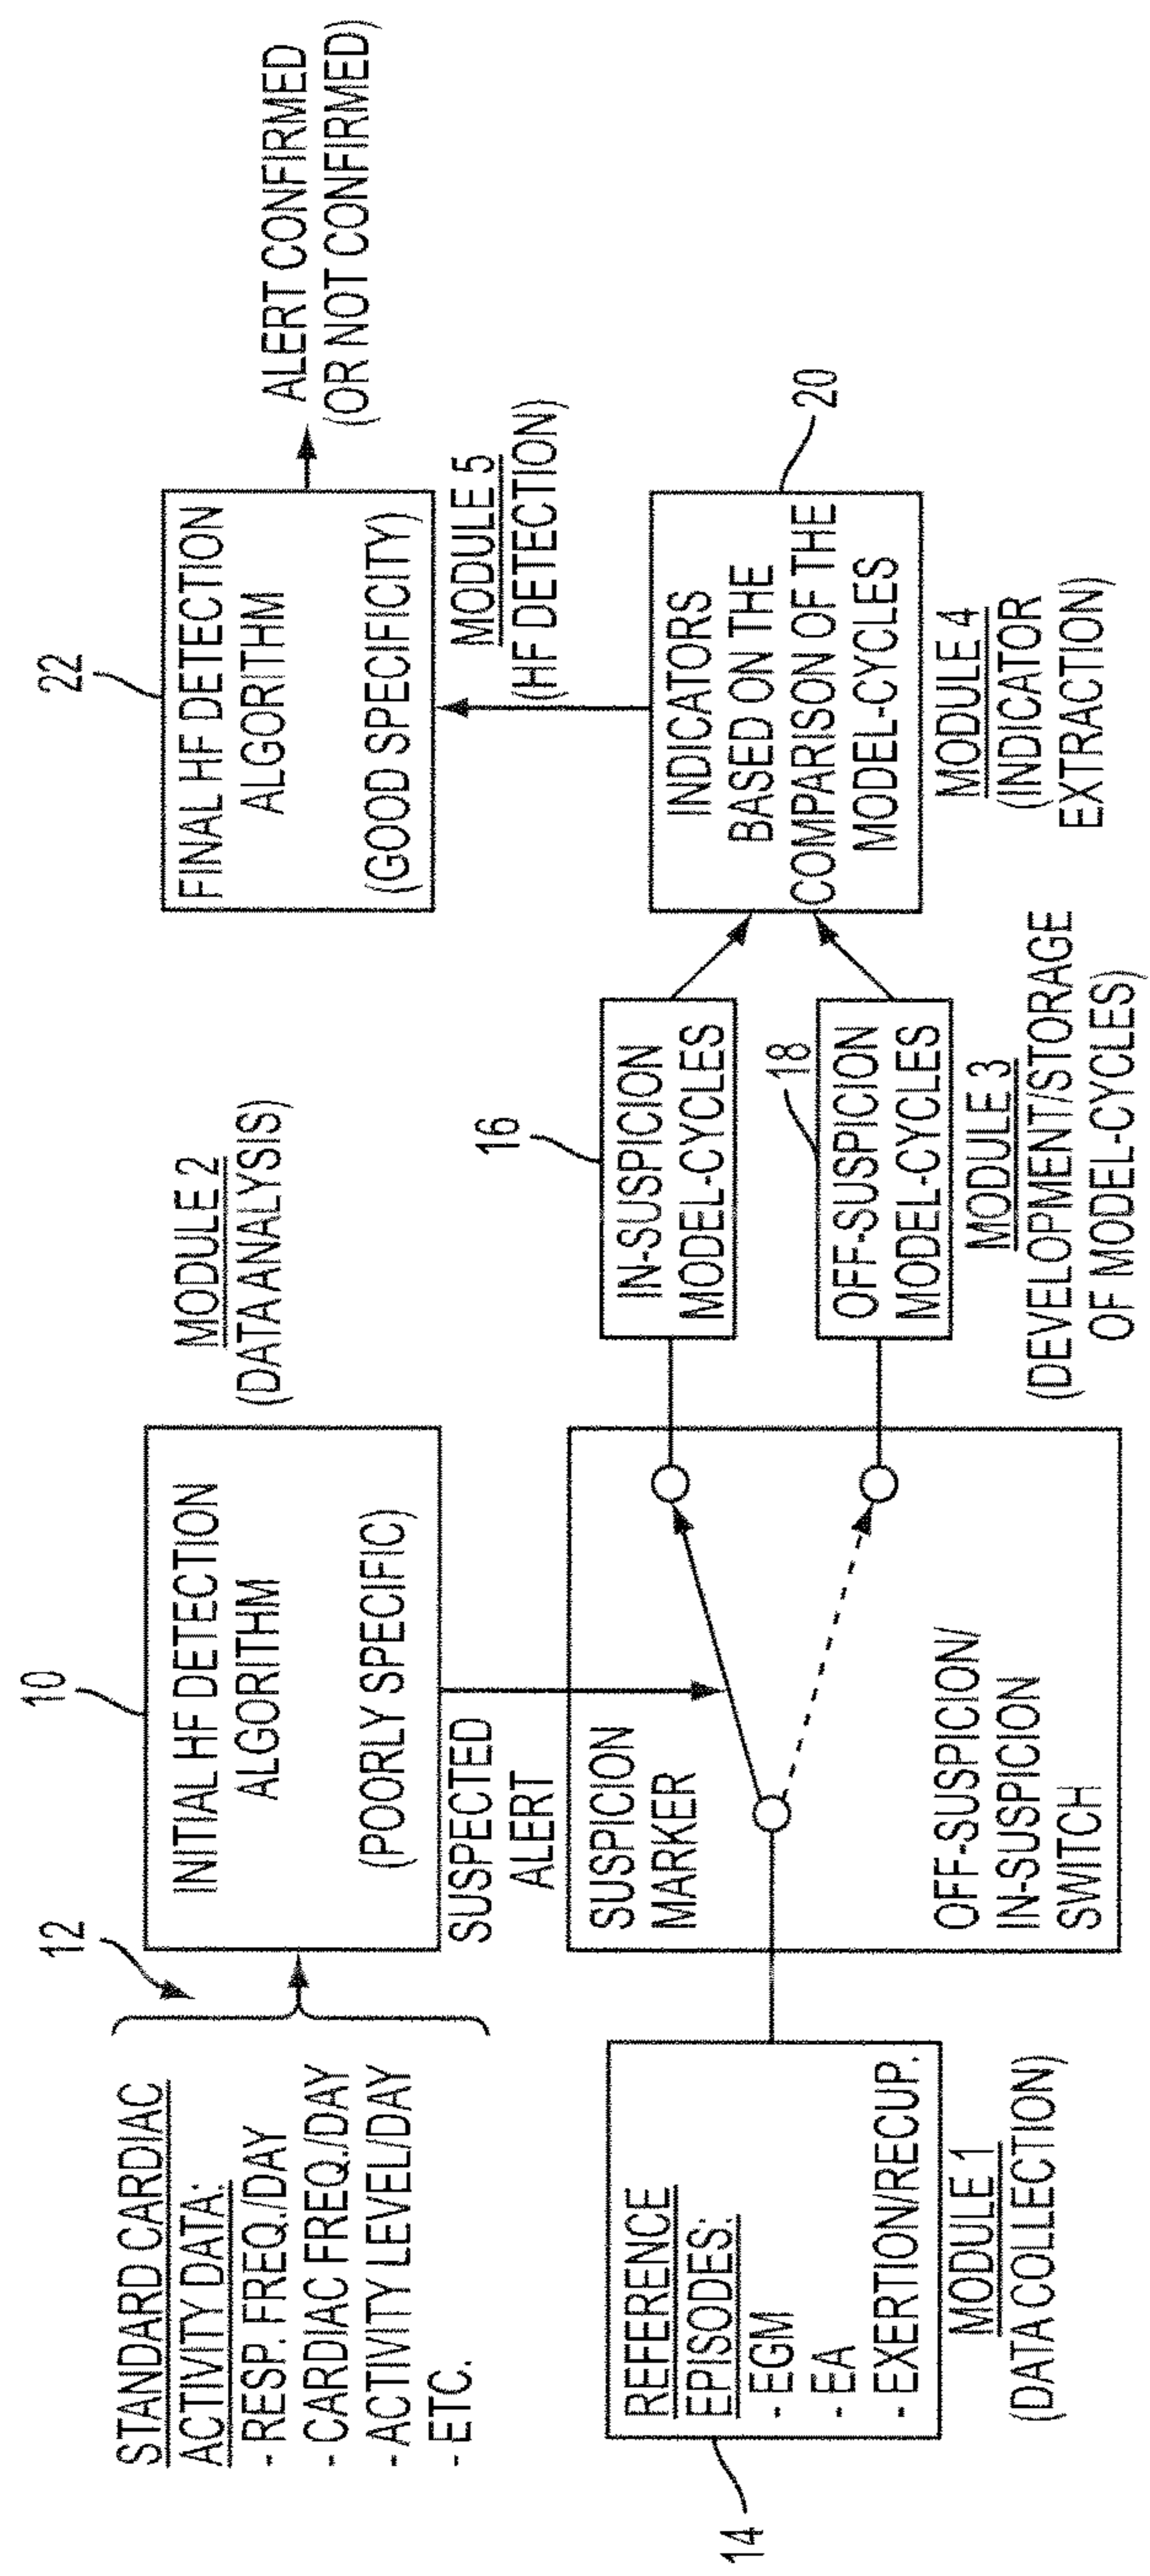 STANDARD CARDIAC
ACTIVITY DATA:
- RESP. FREQ./DAY
- CARDIAC FREQ./DAY
- ACTIVITY LEVEL/DAY
- ETC.
12
10
INITIAL HF DETECTION
ALGORITHM
(POORLY SPECIFIC)
MODULE 2
(DATA ANALYSIS)
SUSPECTED
ALERT
22
FINAL HF DETECTION
ALGORITHM
(GOOD SPECIFICITY)
ALERT CONFIRMED
(OR NOT CONFIRMED)
MODULE 5
(HF DETECTION)
14
REFERENCE
EPISODES:
- EGM
- EA
- EXERTION/RECUP.
MODULE 1
(DATA COLLECTION)
SUSPICION
MARKER
OFF-SUSPICION/
IN-SUSPICION
SWITCH
16
IN-SUSPICION
MODEL-CYCLES
18
OFF-SUSPICION
MODEL-CYCLES
MODULE 3
(DEVELOPMENT/STORAGE
OF MODEL-CYCLES)
20
INDICATORS
BASED ON THE
COMPARISON OF THE
MODEL-CYCLES
MODULE 4
(INDICATOR
EXTRACTION)